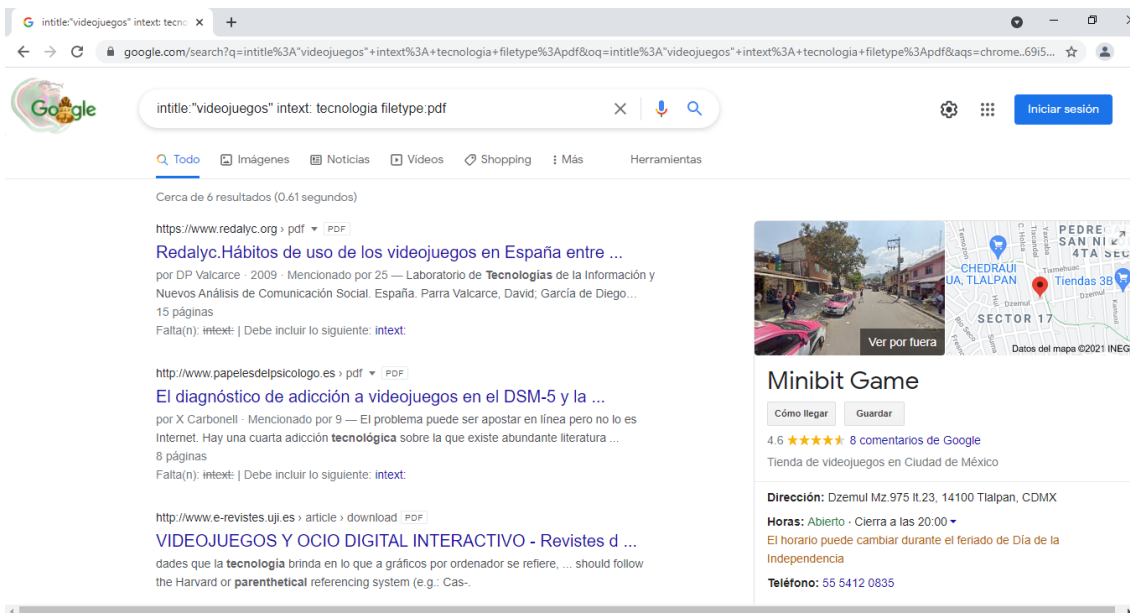 intitle:"videojuegos" intext: tecno
google.com/search?q=intitle%3A"videojuegos"+intext%3A+tecnologia+filetype%3Apdf&oq=intitle%3A"videojuegos"+intext%3A+tecnologia+filetype%3Apdf&aqs=chrome..69i5...
Google
intitle:"videojuegos" intext: tecnologia filetype:pdf
Iniciar sesión
Todo Imágenes Noticias Videos Shopping Más Herramientas
Cerca de 6 resultados (0.61 segundos)
https://www.redalyc.org › pdf PDF
Redalyc.Hábitos de uso de los videojuegos en España entre ...
por DP Valcarce · 2009 · Mencionado por 25 — Laboratorio de Tecnologías de la Información y
Nuevos Análisis de Comunicación Social. España. Parra Valcarce, David; García de Diego...
15 páginas
Falta(n): intext: | Debe incluir lo siguiente: intext:
http://www.papelesdelpsicologo.es › pdf PDF
El diagnóstico de adicción a videojuegos en el DSM-5 y la ...
por X Carbonell · Mencionado por 9 — El problema puede ser apostar en línea pero no lo es
Internet. Hay una cuarta adicción tecnológica sobre la que existe abundante literatura ...
8 páginas
Falta(n): intext: | Debe incluir lo siguiente: intext:
http://www.e-revistes.uji.es › article › download PDF
VIDEOJUEGOS Y OCIO DIGITAL INTERACTIVO - Revistes d ...
dades que la tecnología brinda en lo que a gráficos por ordenador se refiere, ... should follow
the Harvard or parenthetical referencing system (e.g.: Cas-.
Ver por fuera
PEDRE
SAN NI
4TA SEC
CHEDRAUI
UA, TLALPAN
Tismehuac
Tiendas 3B
Dzemul
Hui Dzemul
SECTOR 17
Datos del mapa ©2021 INEG
Minibit Game
Cómo llegar Guardar
4.6 8 comentarios de Google
Tienda de videojuegos en Ciudad de México
Dirección: Dzemul Mz.975 lt.23, 14100 Tlalpan, CDMX
Horas: Abierto · Cierra a las 20:00
El horario puede cambiar durante el feriado de Día de la
Independencia
Teléfono: 55 5412 0835